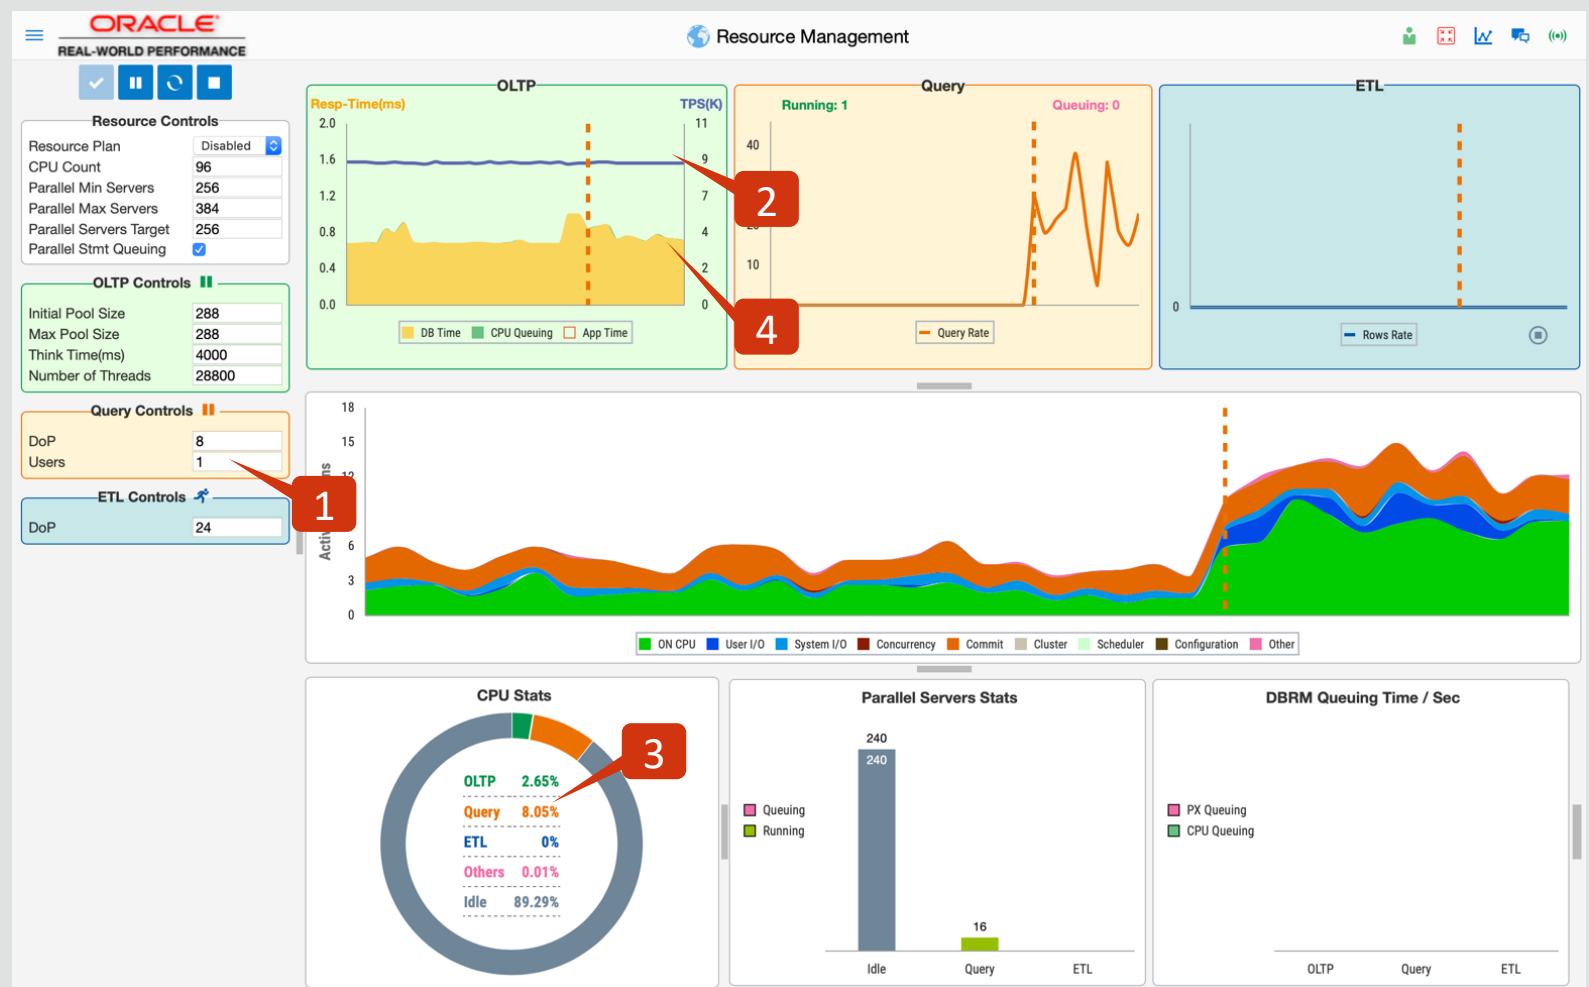 ORACLE
REAL-WORLD PERFORMANCE
Resource Management
Resource Controls
Resource Plan Disabled
CPU Count 96
Parallel Min Servers 256
Parallel Max Servers 384
Parallel Servers Target 256
Parallel Stmt Queuing
OLTP Controls
Initial Pool Size 288
Max Pool Size 288
Think Time(ms) 4000
Number of Threads 28800
Query Controls
DoP 8
Users 1
1
ETL Controls
DoP 24
OLTP
Resp-Time(ms) TPS(K)
2.0 11
1.6 9
1.2 7
0.8 4
0.4 2
0.0 0
DB Time CPU Queuing App Time
2
4
Query
Running: 1 Queuing: 0
40
10
Query Rate
ETL
0
Rows Rate
18
15
12
6
3
0
ON CPU User I/O System I/O Concurrency Commit Cluster Scheduler Configuration Other
CPU Stats
OLTP 2.65%
Query 8.05%
ETL 0%
Others 0.01%
Idle 89.29%
3
Parallel Servers Stats
Queuing
Running
240
240
16
Idle Query ETL
DBRM Queuing Time / Sec
PX Queuing
CPU Queuing
OLTP Query ETL